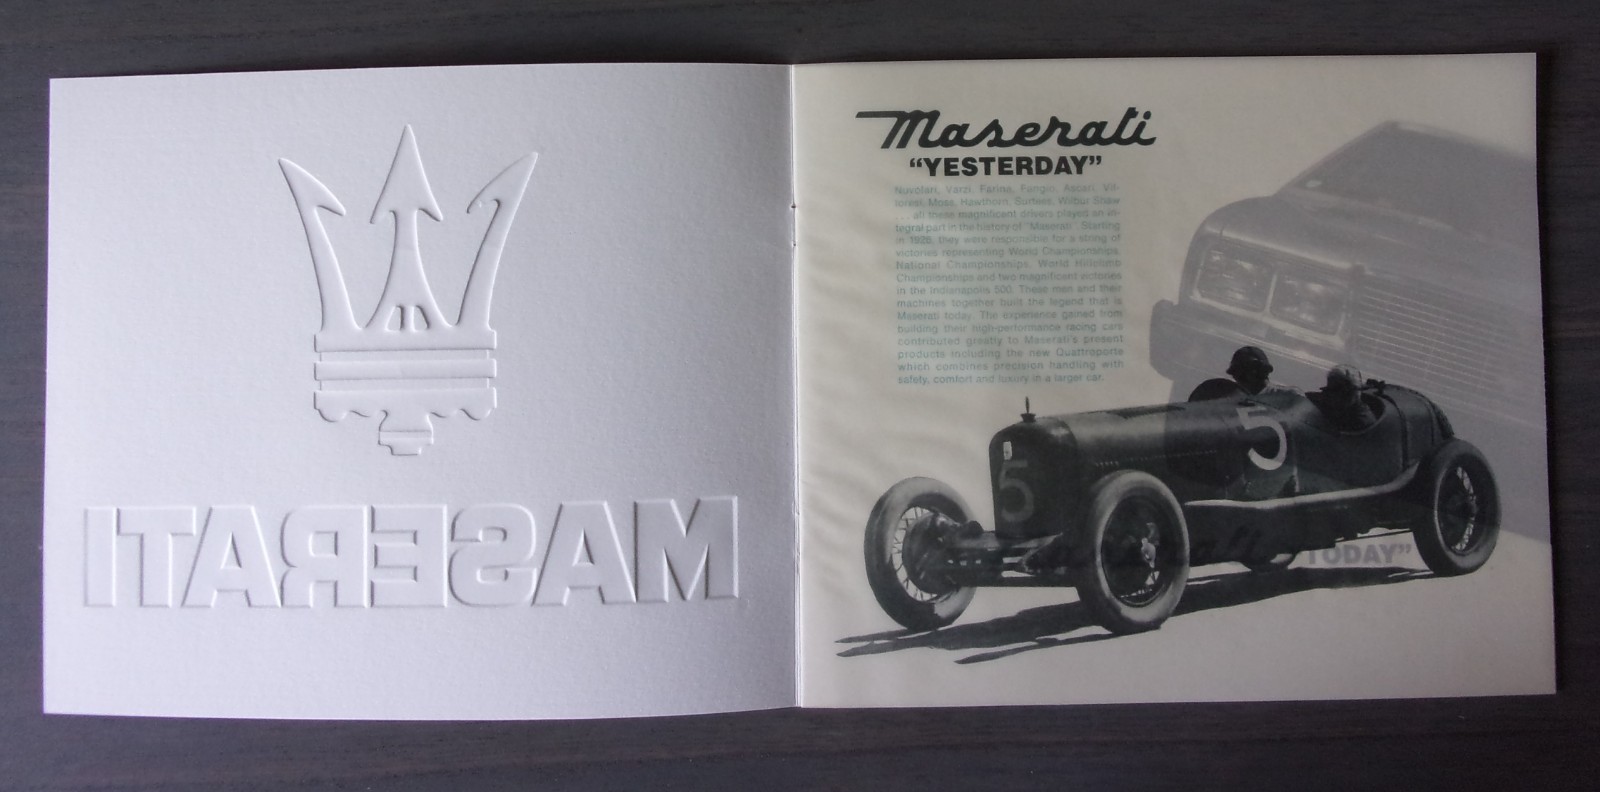 MASERATI
Maserati
“YESTERDAY”
Nuvolari, Varzi, Farina, Fangio, Ascari, Vil-
loresi, Moss, Hawthorn, Surtees, Wilbur Shaw
. . . all these magnificent drivers played an in-
tegral part in the history of "Maserati". Starting
in 1926, they were responsible for a string of
victories representing World Championships,
National Championships, World Hillclimb
Championships and two magnificent victories
in the Indianapolis 500. These men and their
machines together built the legend that is
Maserati today. The experience gained from
building their high-performance racing cars
contributed greatly to Maserati's present
products including the new Quattroporte
which combines precision handling with
safety, comfort and luxury in a larger car.
5
5
TODAY”